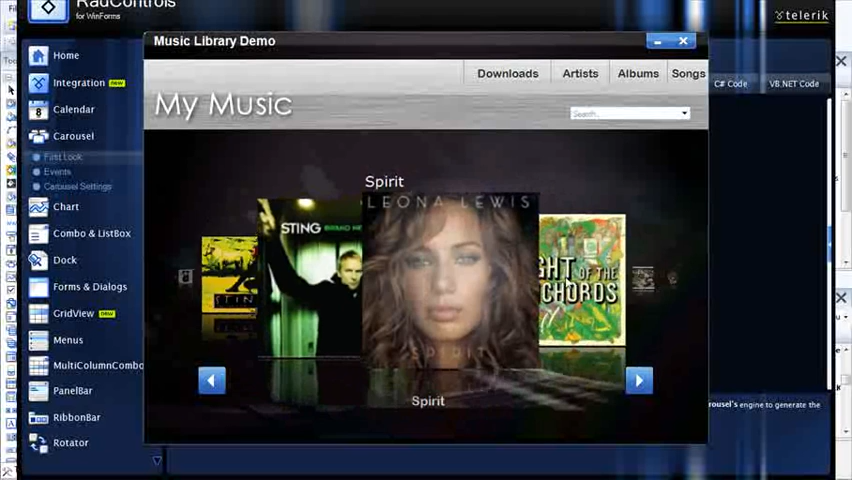 RadControls
for WinForms
telerik
Music Library Demo
Home
Integration new
Calendar
8
Carousel
First Look
Events
Carousel Settings
Chart
Combo & ListBox
Dock
Forms & Dialogs
GridView new
Menus
MultiColumnCombo
PanelBar
RibbonBar
Rotator
Downloads
Artists
Albums
Songs
C# Code
VB.NET Code
My Music
Search...
Spirit
LEONA LEWIS
STING
GHT OF THE
CHORDS
STING
SPIRIT
Spirit
rousel's engine to generate the